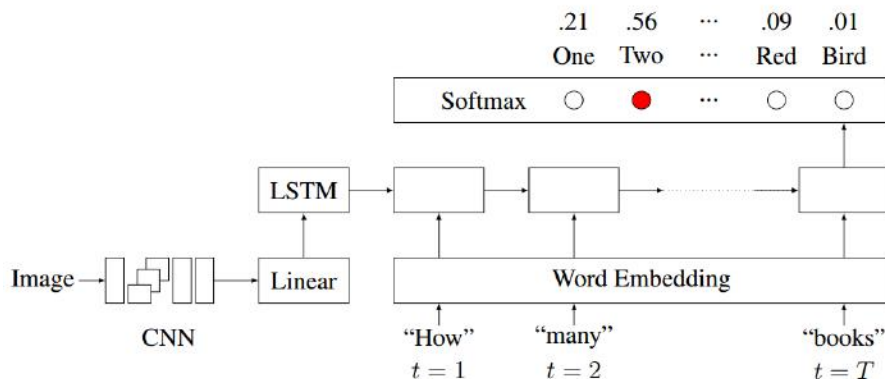 .21 .56 ... .09 .01
One Two ... Red Bird
Softmax ...
LSTM
Image Linear Word Embedding
CNN "How" "many" "books"
t = 1 t = 2 t = T